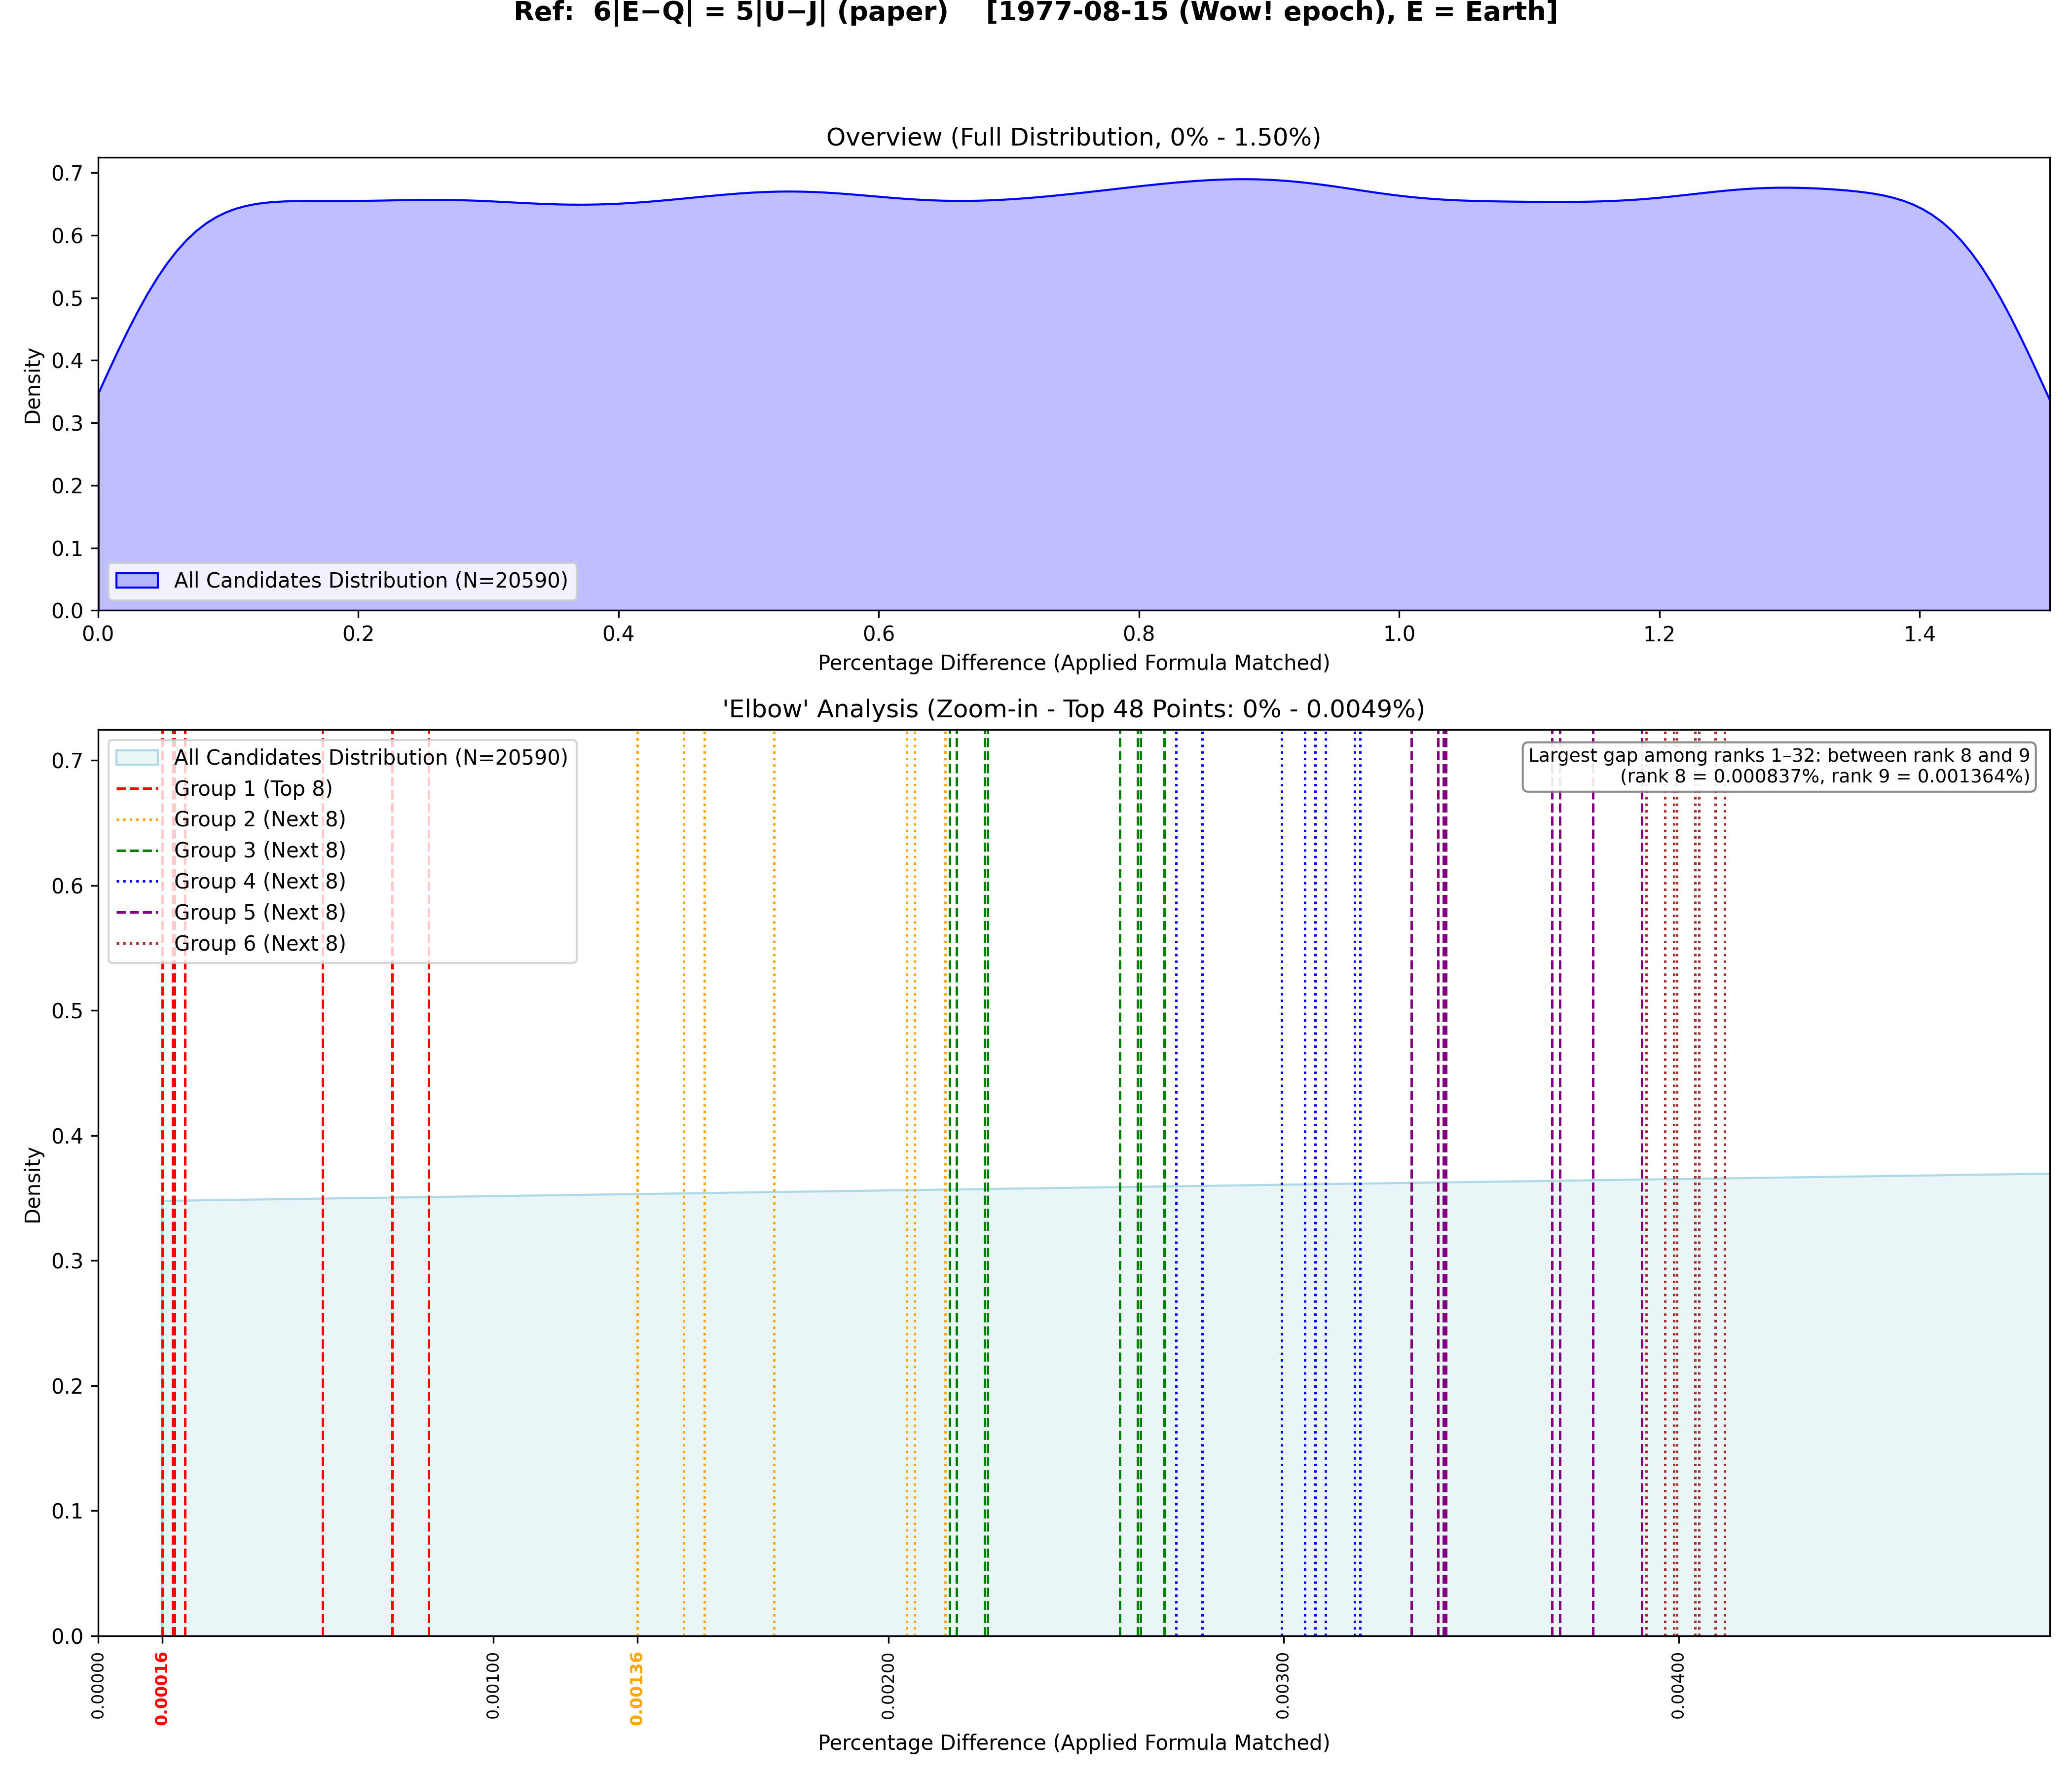 Ref:  6|E−Q| = 5|U−J| (paper)    [1977-08-15 (Wow! epoch), E = Earth]
Overview (Full Distribution, 0% - 1.50%)
0.7
0.6
0.5
0.4
0.3
0.2
0.1
0.0
Density
All Candidates Distribution (N=20590)
0.0 0.2 0.4 0.6 0.8 1.0 1.2 1.4
Percentage Difference (Applied Formula Matched)
'Elbow' Analysis (Zoom-in - Top 48 Points: 0% - 0.0049%)
0.7
0.6
0.5
0.4
0.3
0.2
0.1
0.0
Density
All Candidates Distribution (N=20590)
Group 1 (Top 8)
Group 2 (Next 8)
Group 3 (Next 8)
Group 4 (Next 8)
Group 5 (Next 8)
Group 6 (Next 8)
Largest gap among ranks 1–32: between rank 8 and 9
(rank 8 = 0.000837%, rank 9 = 0.001364%)
0.00000 0.00016 0.00100 0.00136 0.00200 0.00300 0.00400
Percentage Difference (Applied Formula Matched)